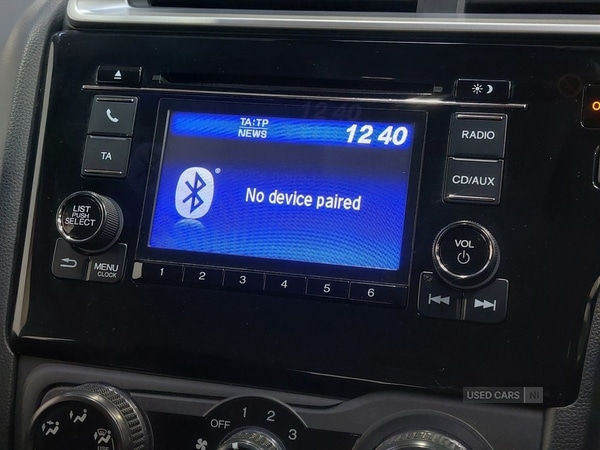 TA:TP
NEWS
12 40
No device paired
TA
LIST
PUSH
SELECT
MENU
CLOCK
1 2 3 4 5 6
RADIO
CD/AUX
VOL
OFF 1 2 3
USED CARS NI